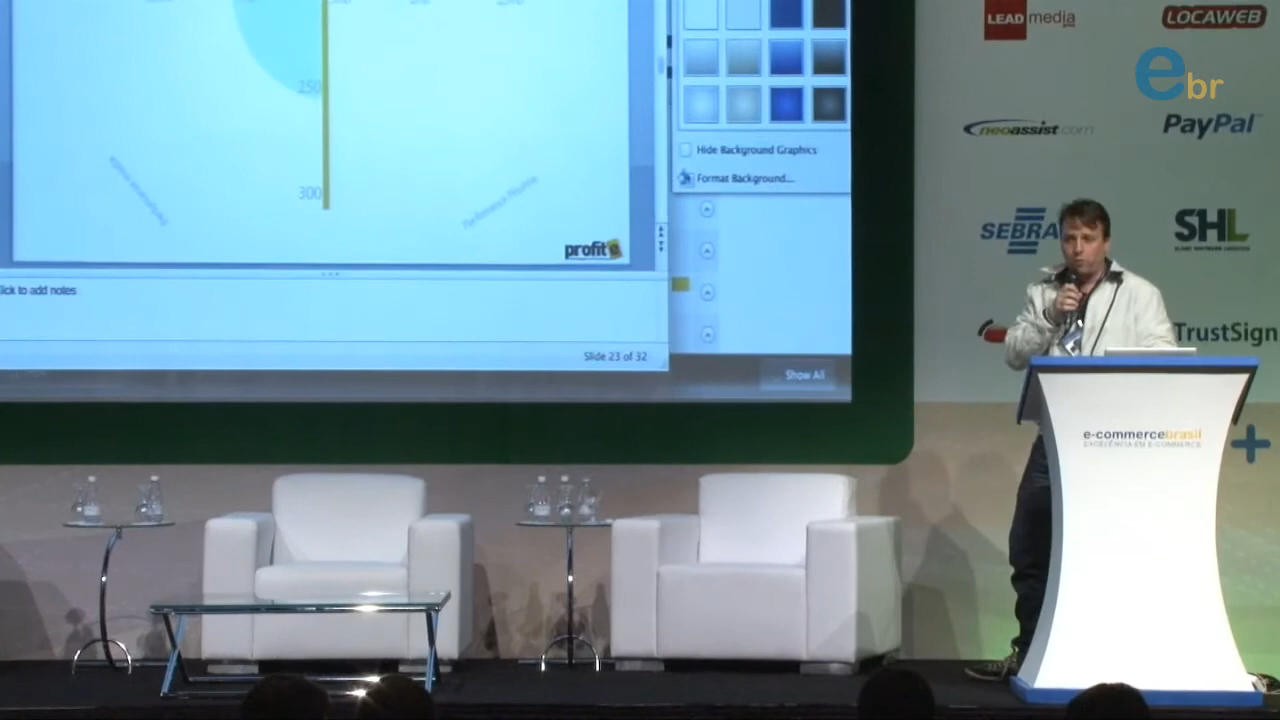 LEAD media
LOCAWEB
ebr
250
Hide Background Graphics
neoassist.com
PayPal
Format Background...
300
SEBRA
SHL
profite
lick to add notes
TrustSign
Slide 23 of 32
Show All
e-commercebrasil
EXCELÊNCIA EM E-COMMERCE